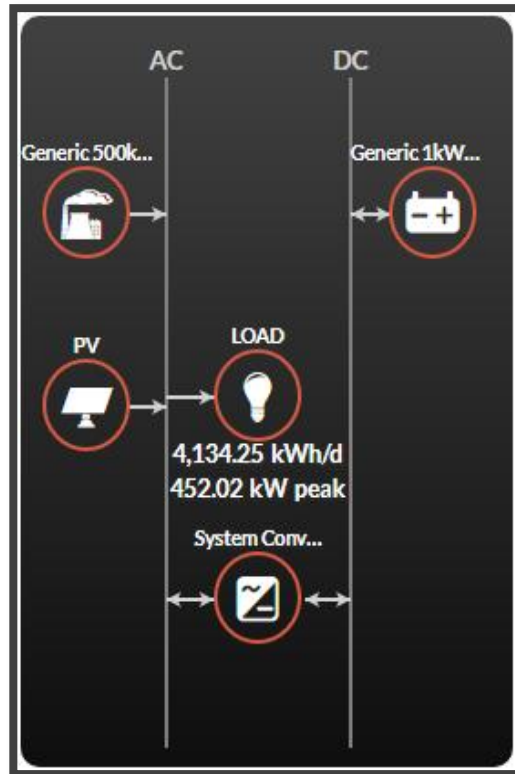 AC DC
Generic 500k... Generic 1kW...
PV LOAD
4,134.25 kWh/d
452.02 kW peak
System Conv...